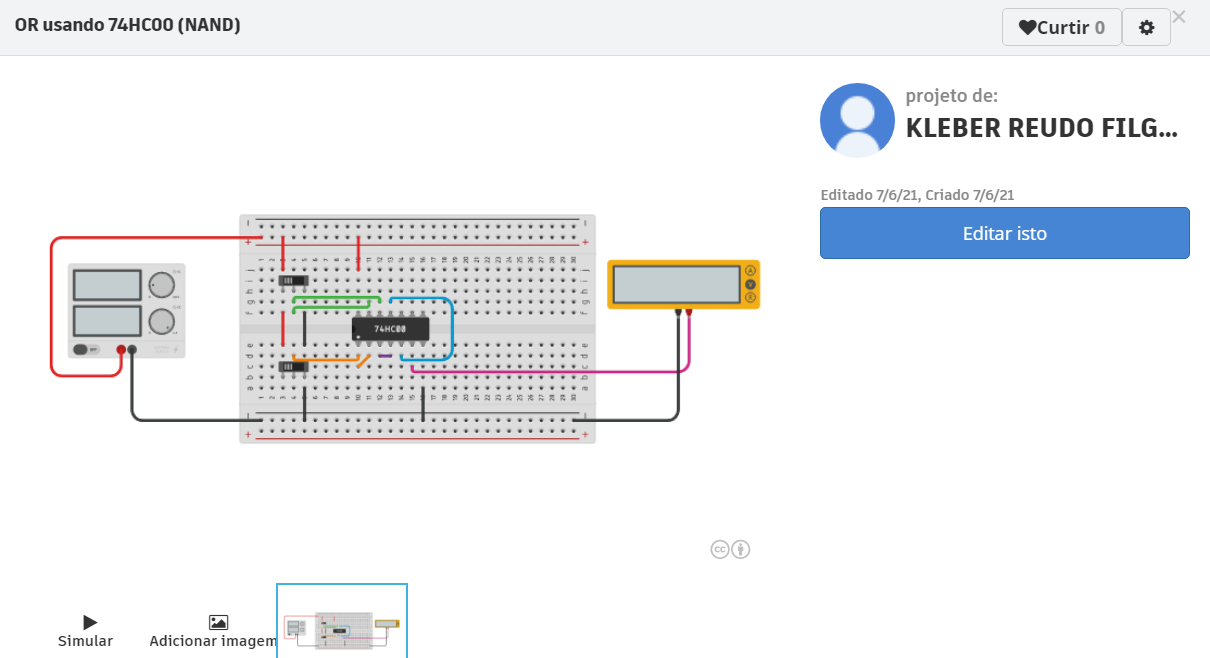 OR usando 74HC00 (NAND)
Curtir 0
projeto de:
KLEBER REUDO FILG...
Editado 7/6/21, Criado 7/6/21
Editar isto
74HC00
Simular
Adicionar imagem